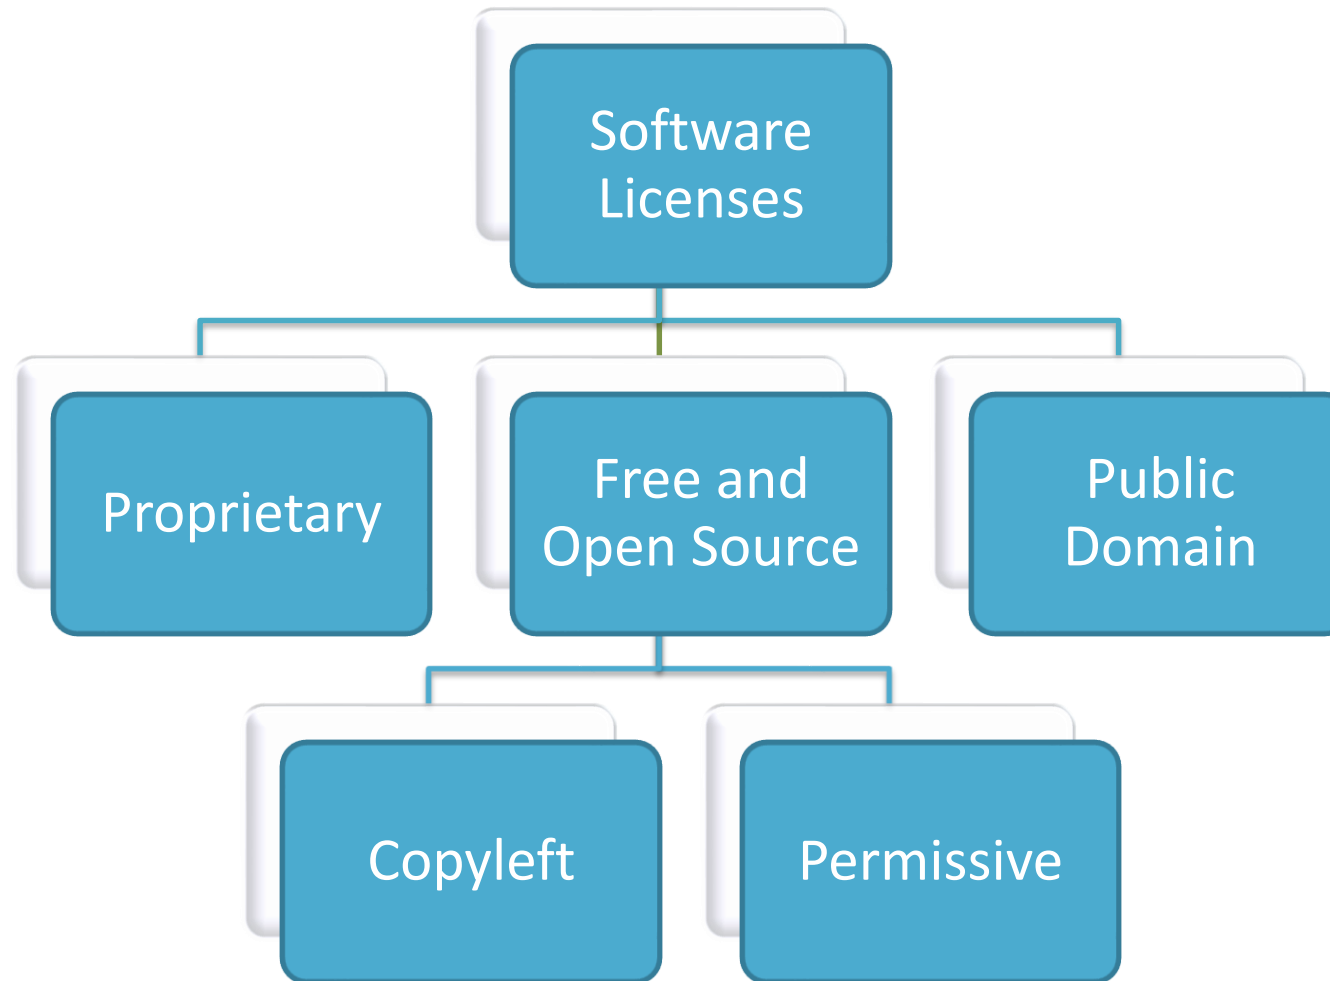 Software
Licenses
Proprietary
Free and
Open Source
Public
Domain
Copyleft
Permissive